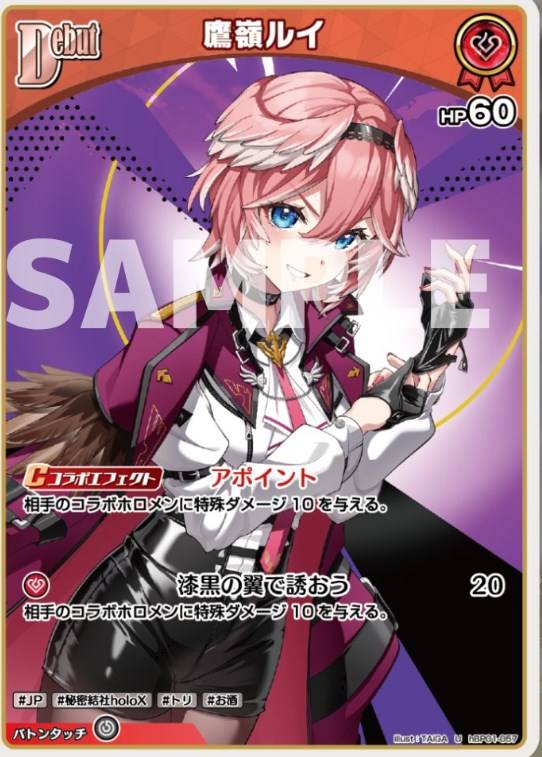 Debut
鷹嶺ルイ
HP60
SAMPLE
Cコラボエフェクト アポイント
相手のコラボホロメンに特殊ダメージ10を与える。
漆黒の翼で誘おう 20
相手のコラボホロメンに特殊ダメージ10を与える。
#JP #秘密結社holoX #トリ #お酒
バトンタッチ
illust：TAiGA U hBP01-057